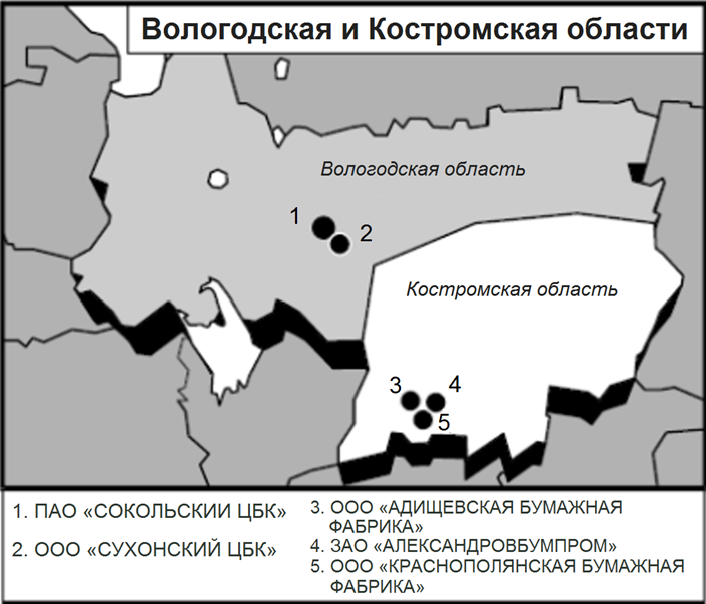 Вологодская и Костромская области
Вологодская область
1
2
Костромская область
3
4
5
1. ПАО «СОКОЛЬСКИИ ЦБК»
2. ООО «СУХОНСКИЙ ЦБК»
3. ООО «АДИЩЕВСКАЯ БУМАЖНАЯ
ФАБРИКА»
4. ЗАО «АЛЕКСАНДРОВБУМПРОМ»
5. ООО «КРАСНОПОЛЯНСКАЯ БУМАЖНАЯ
ФАБРИКА»